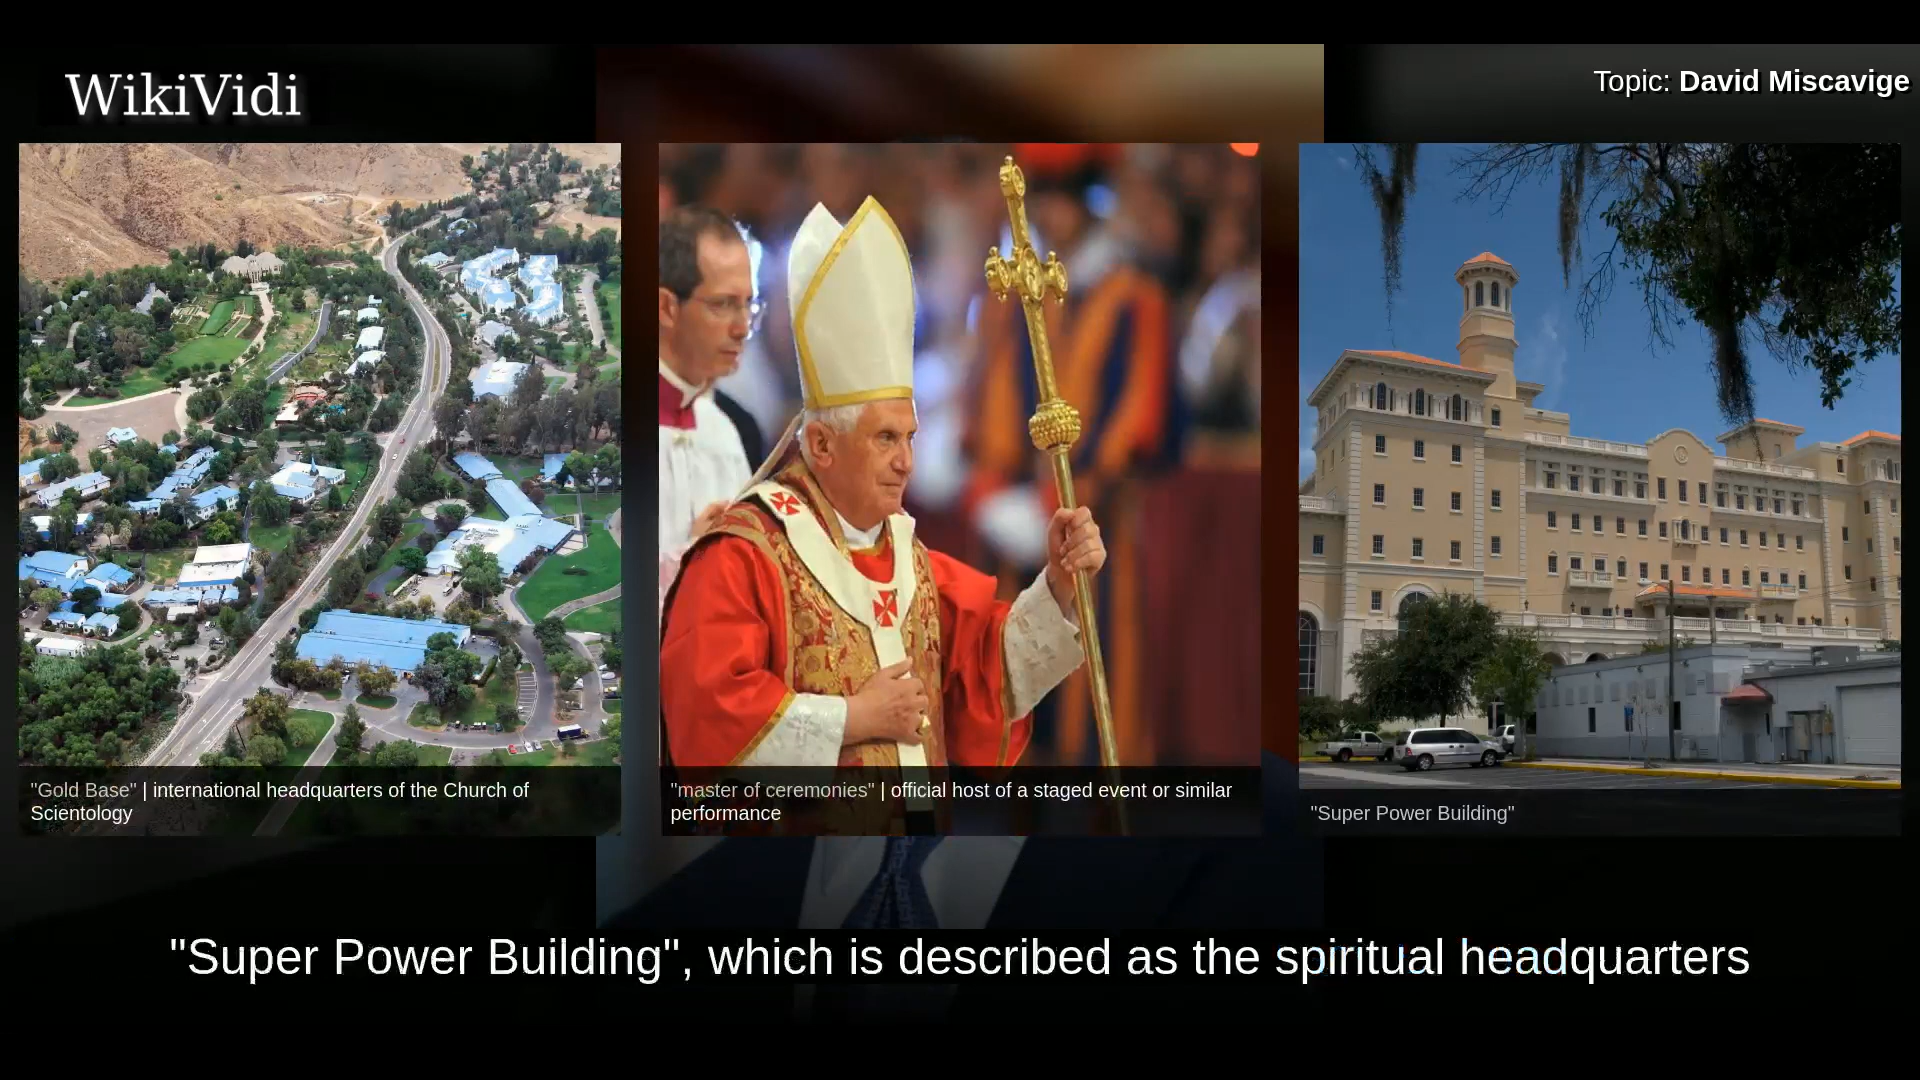 WikiVidi
Topic: David Miscavige
"Gold Base" | international headquarters of the Church of
Scientology
"master of ceremonies" | official host of a staged event or similar
performance
"Super Power Building"
"Super Power Building", which is described as the spiritual headquarters